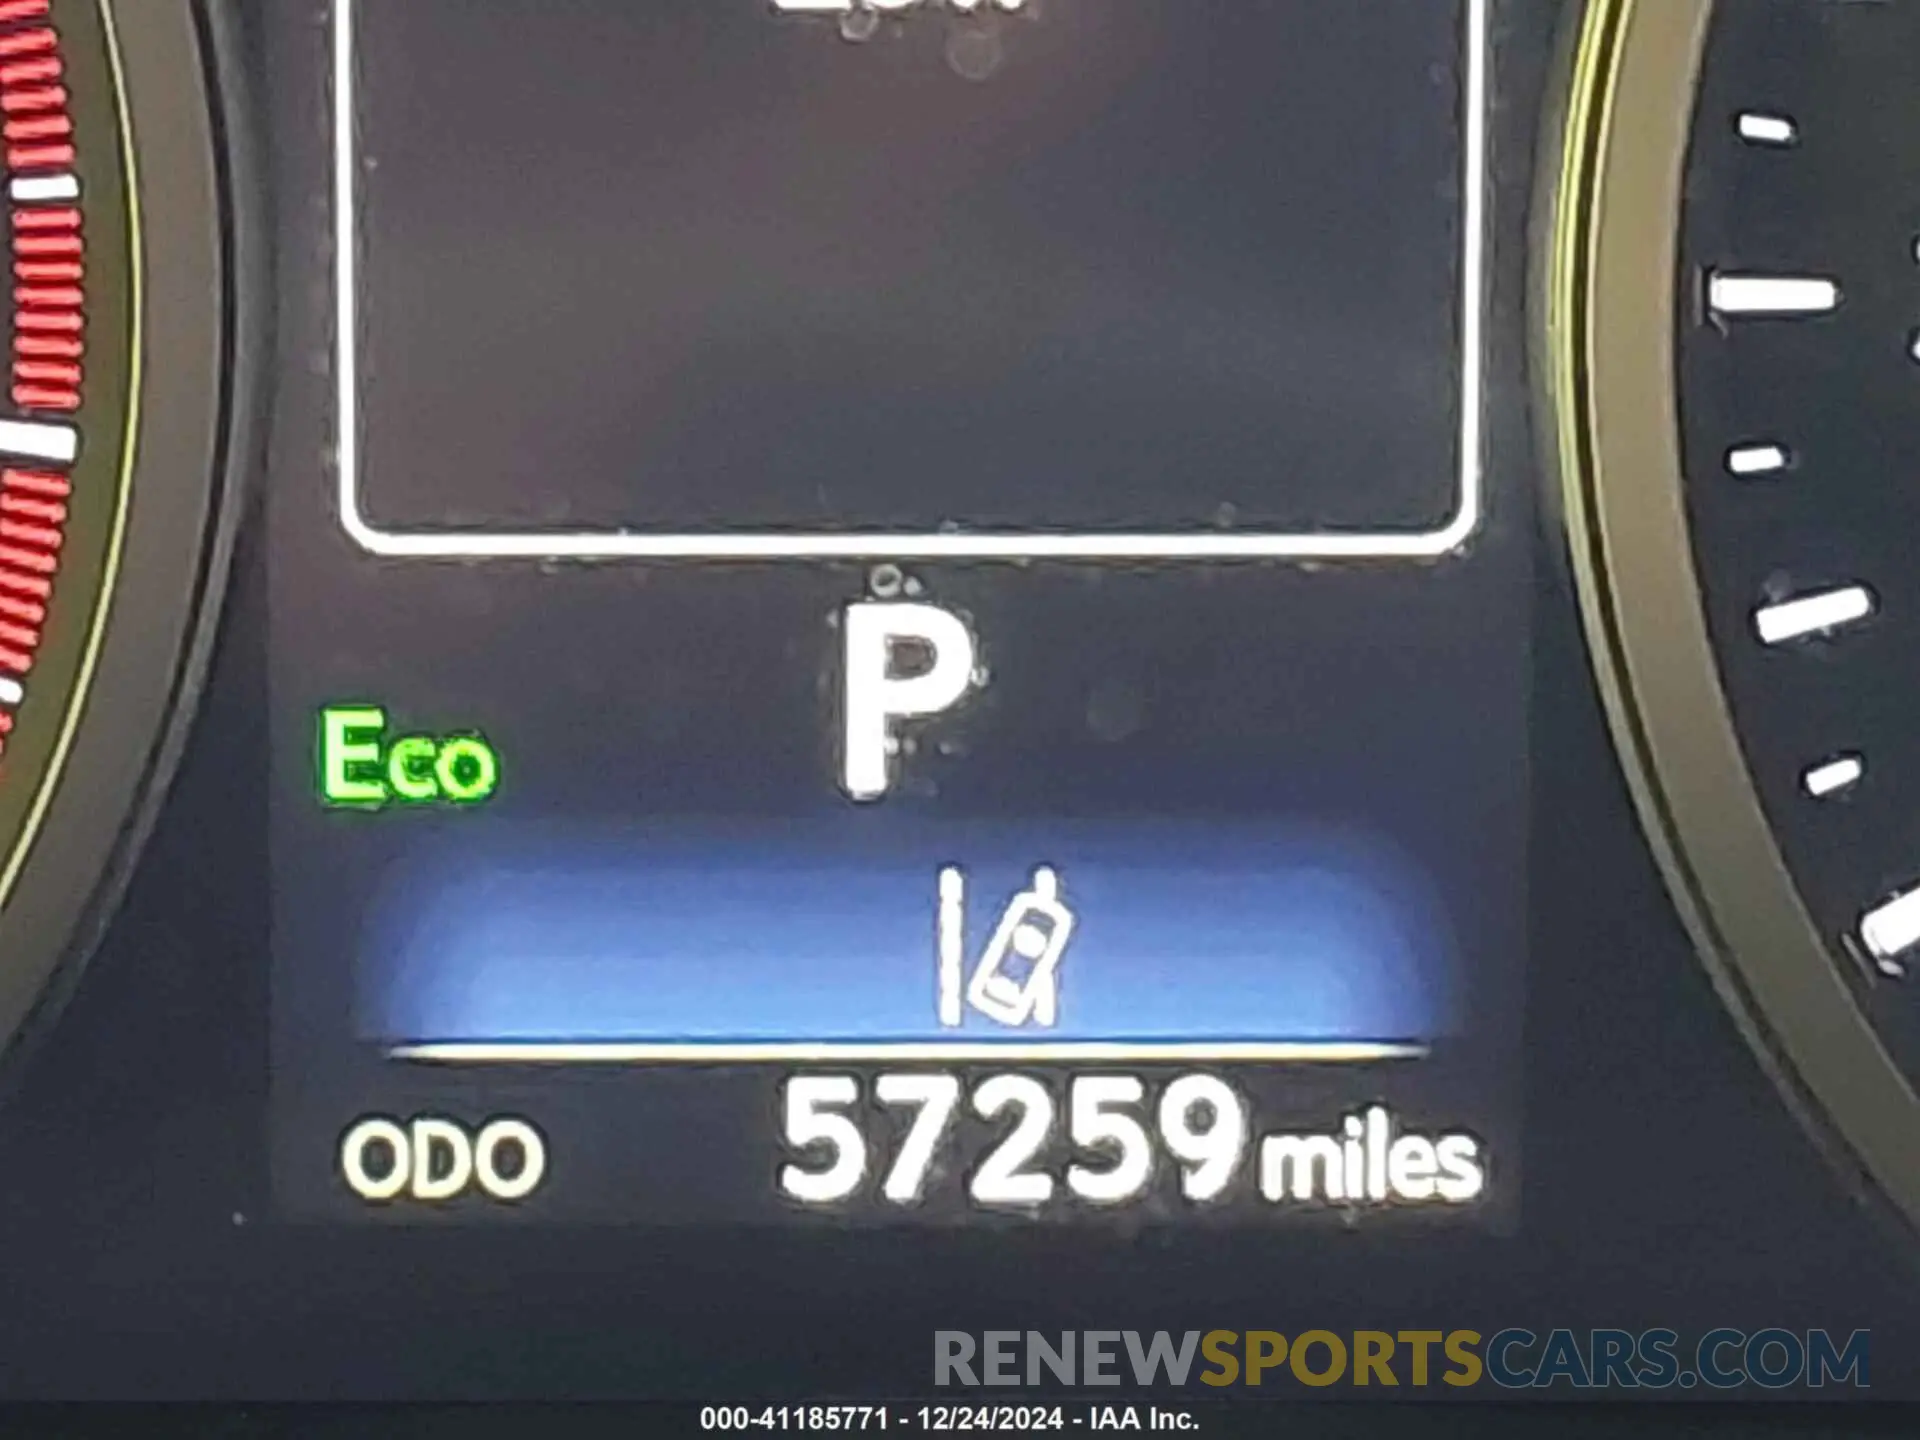 P
Eco
ODO 57259 miles
RENEWSPORTSCARS.COM
000-41185771 - 12/24/2024 - IAA Inc.